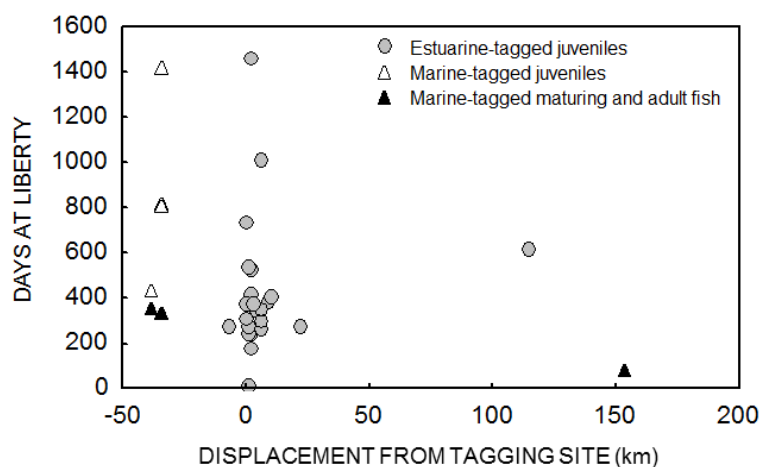 1600
1400
1200
1000
800
600
400
200
0
DAYS AT LIBERTY
Estuarine-tagged juveniles
Marine-tagged juveniles
Marine-tagged maturing and adult fish
-50 0 50 100 150 200
DISPLACEMENT FROM TAGGING SITE (km)